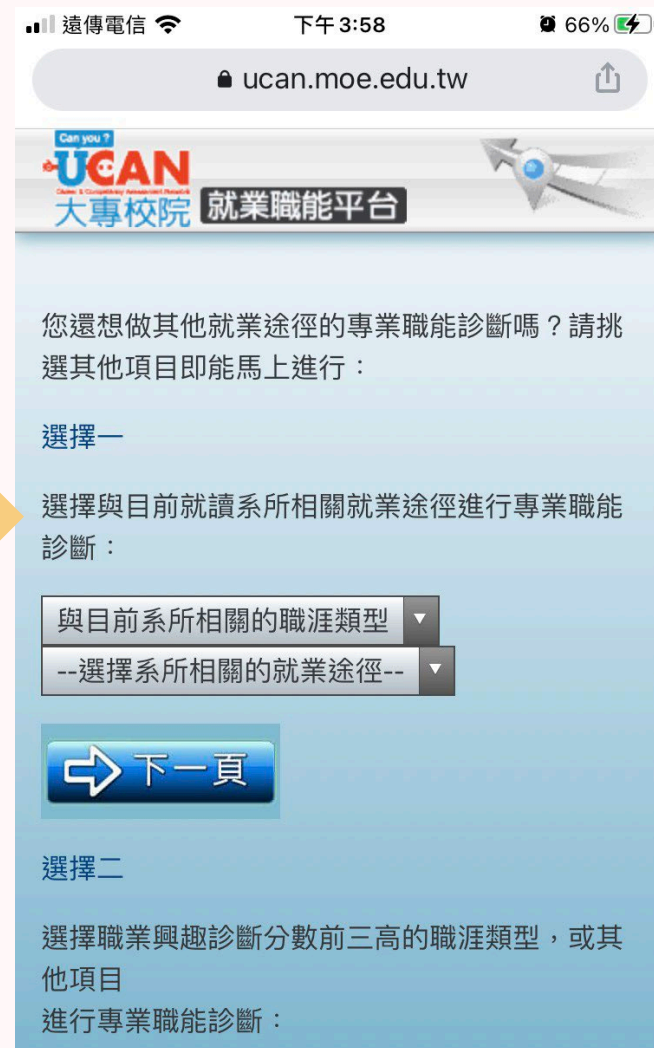 遠傳電信
下午3:58
66%
ucan.moe.edu.tw
Can you ?
UCAN
大專校院 就業職能平台
您還想做其他就業途徑的專業職能診斷嗎？請挑
選其他項目即能馬上進行：
選擇一
選擇與目前就讀系所相關就業途徑進行專業職能
診斷：
與目前系所相關的職涯類型
--選擇系所相關的就業途徑--
下一頁
選擇二
選擇職業興趣診斷分數前三高的職涯類型，或其
他項目
進行專業職能診斷：